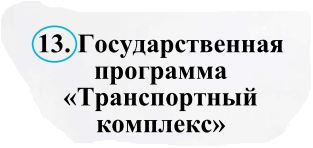 13. Государственная
программа
«Транспортный
комплекс»